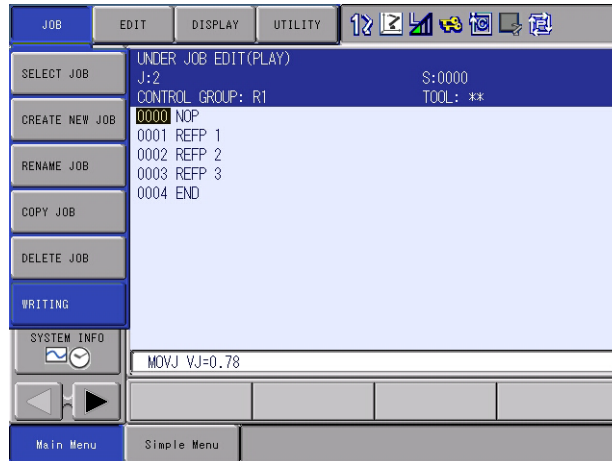 JOB
EDIT
DISPLAY
UTILITY
SELECT JOB
CREATE NEW JOB
RENAME JOB
COPY JOB
DELETE JOB
WRITING
SYSTEM INFO
UNDER JOB EDIT(PLAY)
J:2 S:0000
CONTROL GROUP: R1 TOOL: **
0000 NOP
0001 REFP 1
0002 REFP 2
0003 REFP 3
0004 END
MOVJ VJ=0.78
Main Menu
Simple Menu